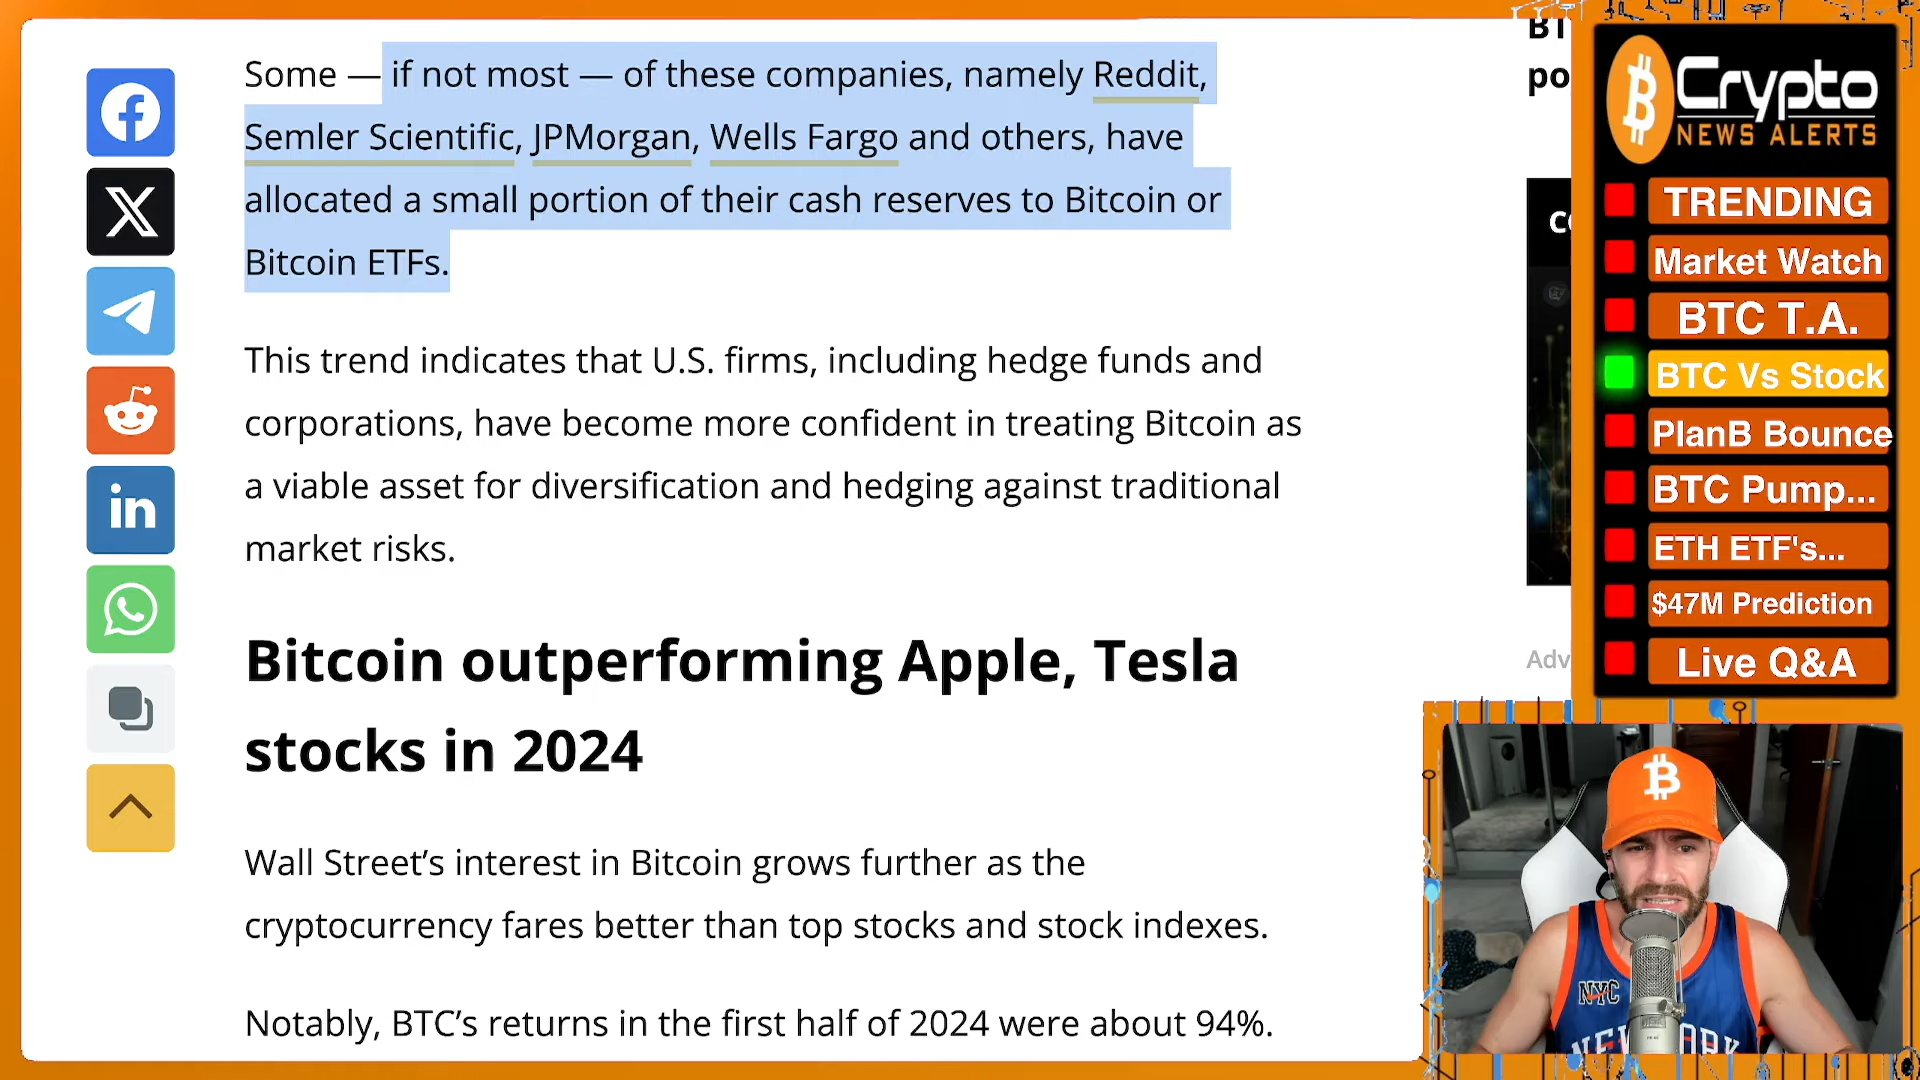 Some — if not most — of these companies, namely Reddit,
Semler Scientific, JPMorgan, Wells Fargo and others, have
allocated a small portion of their cash reserves to Bitcoin or
Bitcoin ETFs.
This trend indicates that U.S. firms, including hedge funds and
corporations, have become more confident in treating Bitcoin as
a viable asset for diversification and hedging against traditional
market risks.
Bitcoin outperforming Apple, Tesla
stocks in 2024
Wall Street’s interest in Bitcoin grows further as the
cryptocurrency fares better than top stocks and stock indexes.
Notably, BTC’s returns in the first half of 2024 were about 94%.
Crypto
NEWS ALERTS
TRENDING
Market Watch
BTC T.A.
BTC Vs Stock
PlanB Bounce
BTC Pump...
ETH ETF's...
$47M Prediction
Live Q&A
NYC